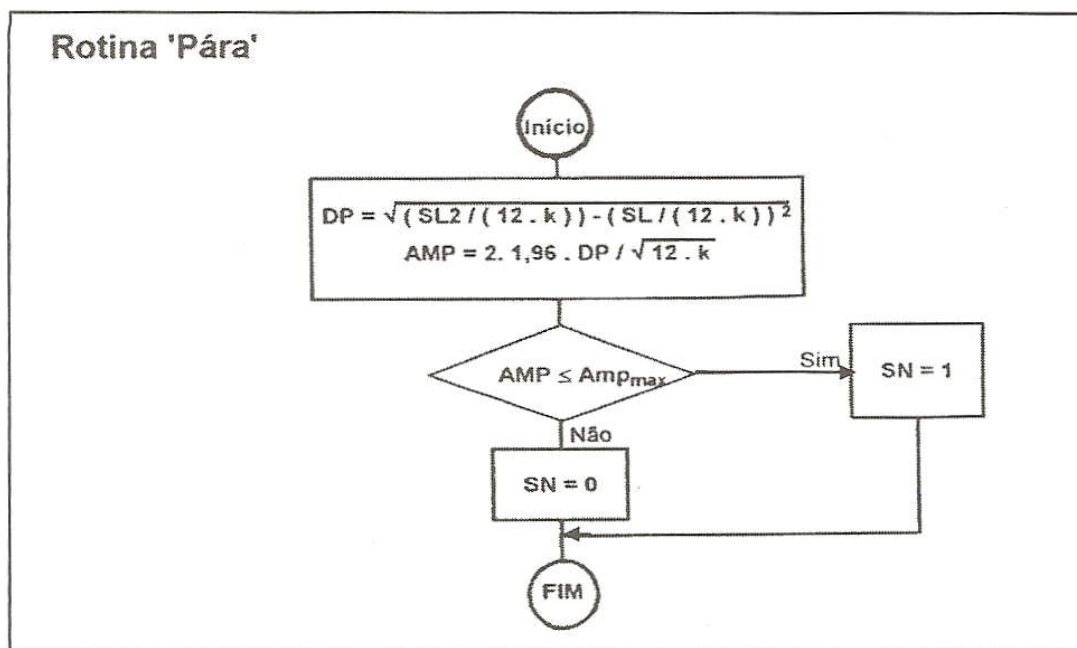 Rotina 'Pára'
Início
DP = √( SL2 / ( 12 . k ) ) - ( SL / ( 12 . k ) ) ²
AMP = 2. 1,96 . DP / √12 . k
AMP ≤ Ampmax
Sim
SN = 1
Não
SN = 0
FIM